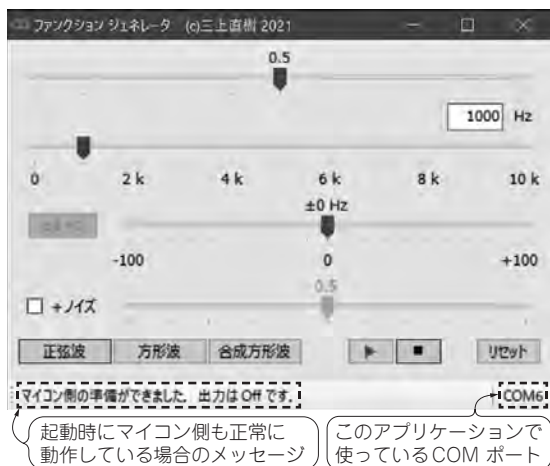 ファンクション ジェネレータ (c)三上直樹 2021
0.5
1000 Hz
0 2 k 4 k 6 k 8 k 10 k
±0 Hz
±0 Hz
-100 0 +100
0.5
+ノイズ
正弦波 方形波 合成方形波 リセット
マイコン側の準備ができました. 出力は Off です. COM6
起動時にマイコン側も正常に
動作している場合のメッセージ
このアプリケーションで
使っているCOM ポート